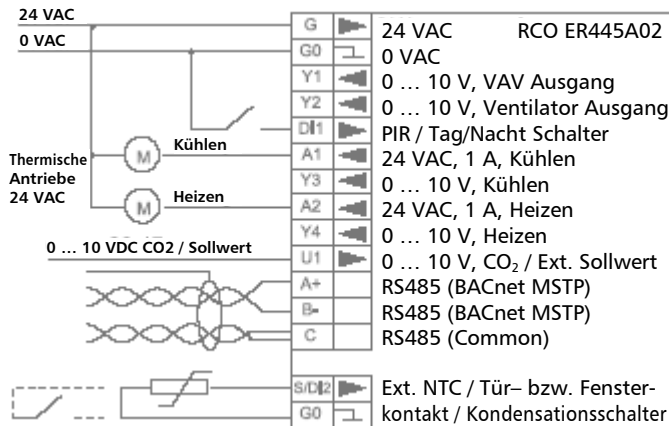 24 VAC
0 VAC
G 24 VAC RCO ER445A02
G0 0 VAC
Y1 0 … 10 V, VAV Ausgang
Y2 0 … 10 V, Ventilator Ausgang
DI1 PIR / Tag/Nacht Schalter
Thermische Antriebe 24 VAC
M Kühlen A1 24 VAC, 1 A, Kühlen
Y3 0 … 10 V, Kühlen
M Heizen A2 24 VAC, 1 A, Heizen
Y4 0 … 10 V, Heizen
0 … 10 VDC CO2 / Sollwert U1 0 … 10 V, CO₂ / Ext. Sollwert
A+ RS485 (BACnet MSTP)
B- RS485 (BACnet MSTP)
C RS485 (Common)
S/DI2 Ext. NTC / Tür– bzw. Fenster-
G0 kontakt / Kondensationsschalter